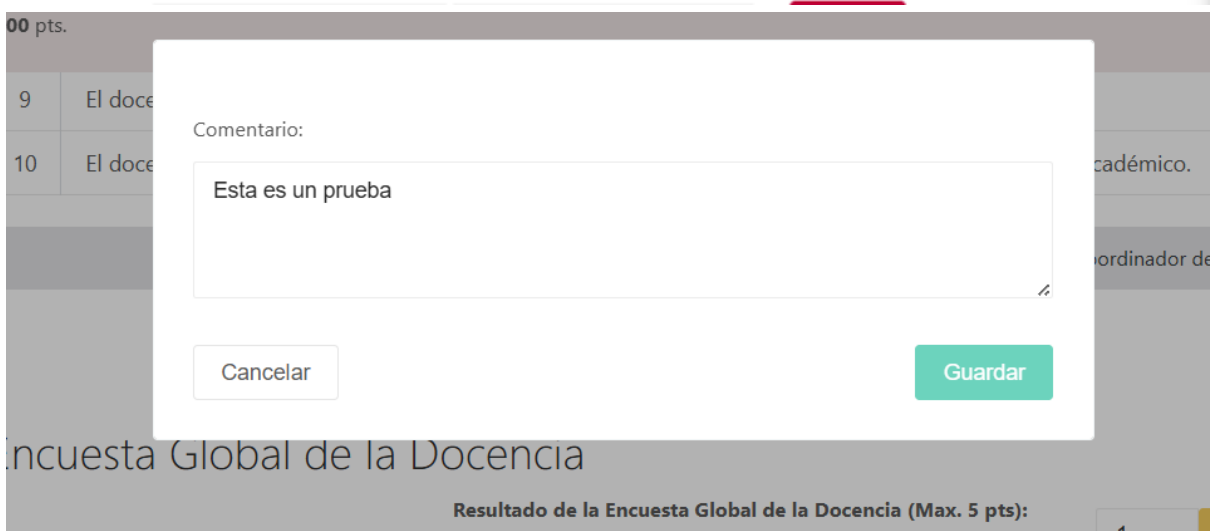 00 pts.
9 El doce
10 El doce cadémico.
Comentario:
Esta es un prueba
oordinador de
Cancelar Guardar
Encuesta Global de la Docencia
Resultado de la Encuesta Global de la Docencia (Max. 5 pts):